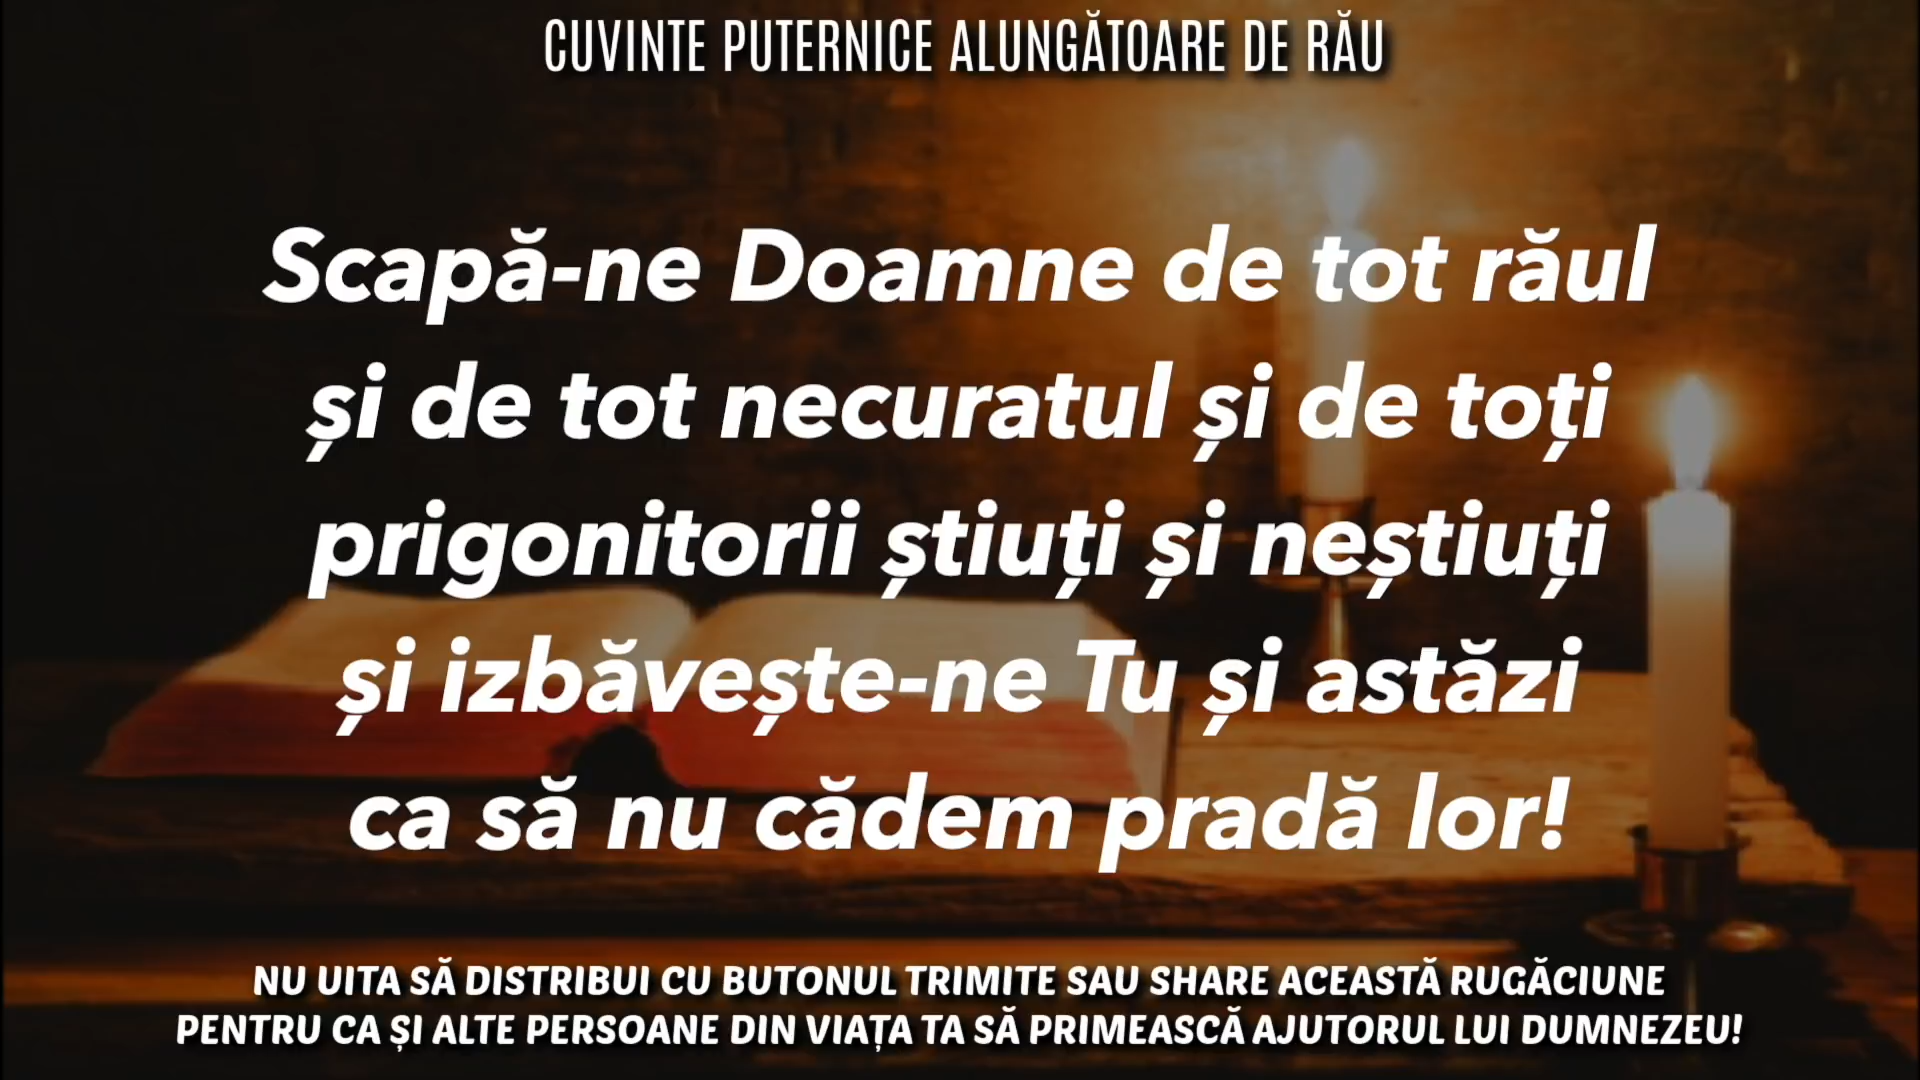 CUVINTE PUTERNICE ALUNGĂTOARE DE RĂU
Scapă-ne Doamne de tot răul
și de tot necuratul și de toți
prigonitorii știuți și neștiuți
și izbăvește-ne Tu și astăzi
ca să nu cădem pradă lor!
NU UITA SĂ DISTRIBUI CU BUTONUL TRIMITE SAU SHARE ACEASTĂ RUGĂCIUNE
PENTRU CA ȘI ALTE PERSOANE DIN VIAȚA TA SĂ PRIMEASCĂ AJUTORUL LUI DUMNEZEU!